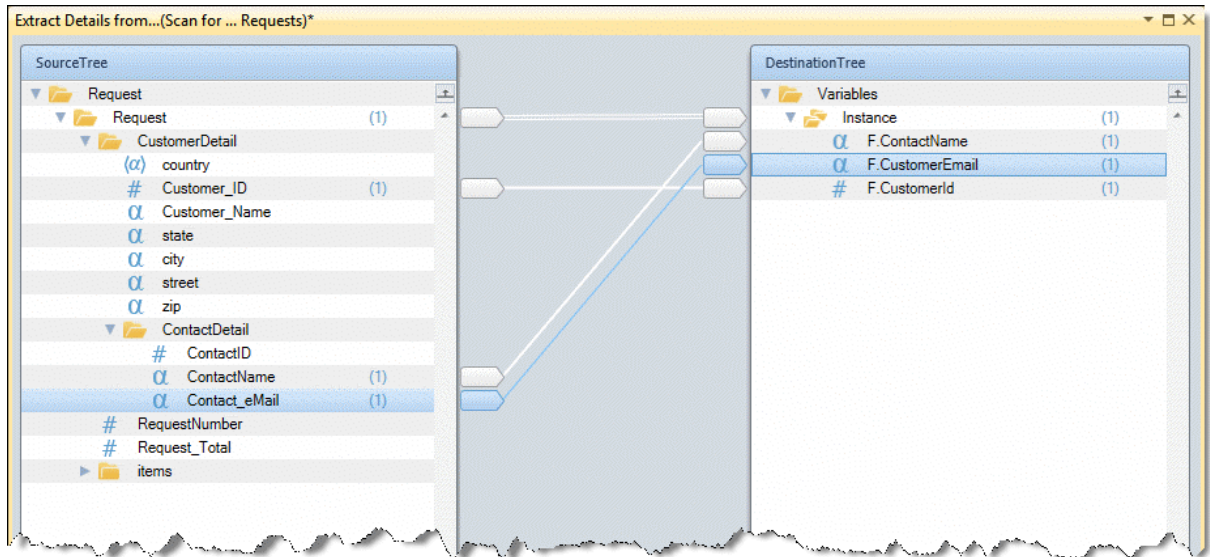 Extract Details from...(Scan for ... Requests)*
SourceTree
Request
Request (1)
CustomerDetail
(α) country
# Customer_ID (1)
α Customer_Name
α state
α city
α street
α zip
ContactDetail
# ContactID
α ContactName (1)
α Contact_eMail (1)
# RequestNumber
# Request_Total
items
DestinationTree
Variables
Instance (1)
α F.ContactName (1)
α F.CustomerEmail (1)
# F.CustomerId (1)